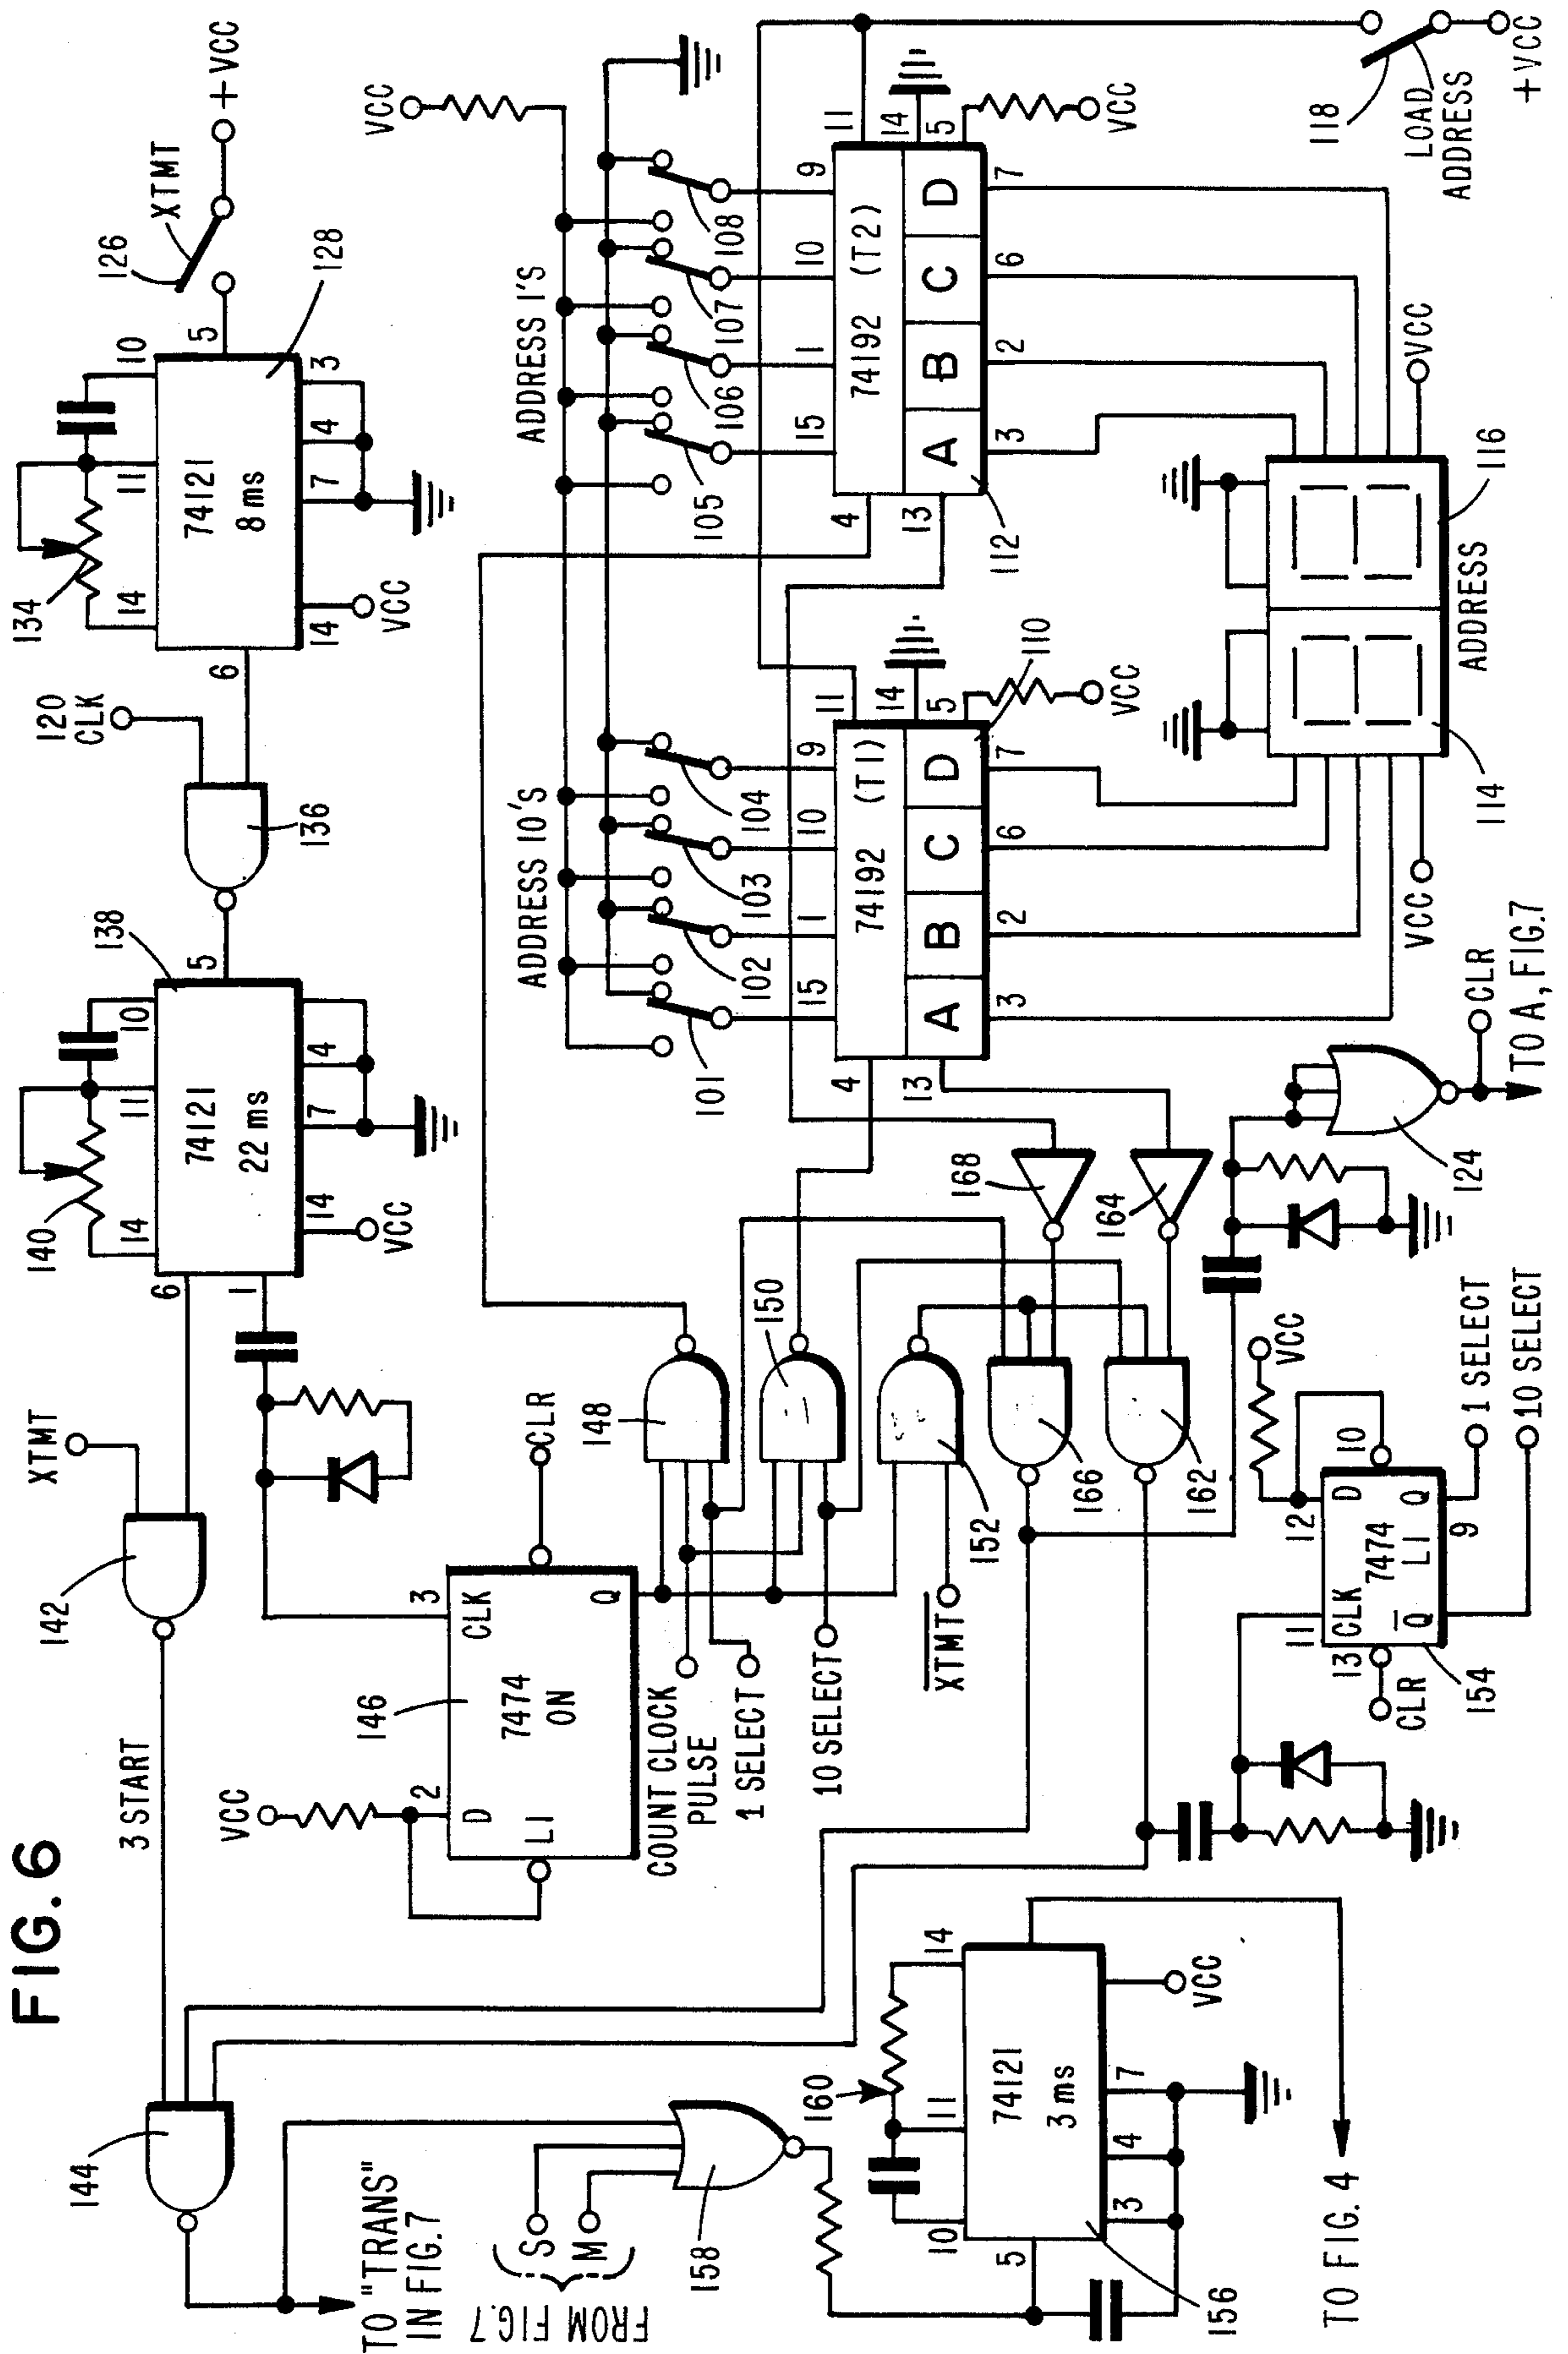 FIG. 6
3 START
144
TO "TRANS"
IN FIG.7
FROM FIG.7
S
M
158
142
XTMT
140
14
11
10
138
74121
22 ms
6
1
14
VCC
17
4
5
136
120
CLK
134
14
11
10
74121
8 ms
6
14
VCC
7
4
3
5
128
126
XTMT
+VCC
VCC
2
D
LI
146
7474
ON
3
CLK
Q
CLR
COUNT CLOCK
PULSE
1 SELECT
10 SELECT
XTMT
148
150
152
166
162
168
164
ADDRESS 10'S
101
102
103
104
15
1
10
9
74192 (T1)
A
B
C
D
4
13
3
2
6
7
11
14
5
110
VCC
ADDRESS 1'S
105
106
107
108
VCC
15
1
10
9
74192 (T2)
A
B
C
D
4
13
112
3
2
6
7
11
14
5
VCC
118
LOAD
ADDRESS
+VCC
114
116
ADDRESS
VCC
VCC
124
CLR
TO A, FIG.7
VCC
12
D
10
11
CLK
7474
LI
Q
Q
13
CLR
9
154
1 SELECT
10 SELECT
160
14
11
10
74121
3 ms
5
3
4
7
VCC
156
TO FIG. 4